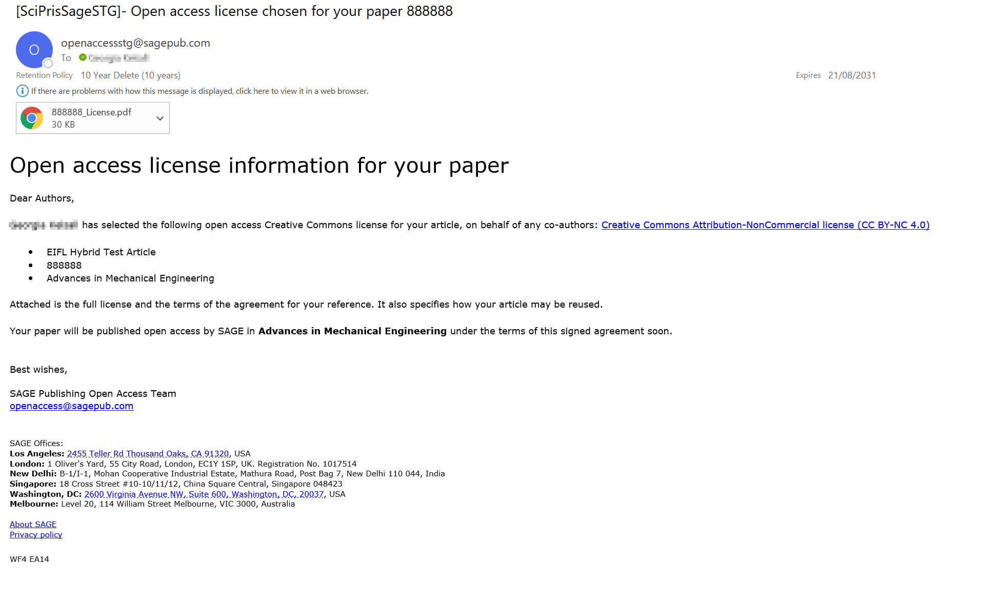 [SciPrisSageSTG]- Open access license chosen for your paper 888888
O
openaccessstg@sagepub.com
To
Retention Policy 10 Year Delete (10 years)
Expires 21/08/2031
If there are problems with how this message is displayed, click here to view it in a web browser.
888888_License.pdf
30 KB
Open access license information for your paper
Dear Authors,
has selected the following open access Creative Commons license for your article, on behalf of any co-authors: Creative Commons Attribution-NonCommercial license (CC BY-NC 4.0)
• EIFL Hybrid Test Article
• 888888
• Advances in Mechanical Engineering
Attached is the full license and the terms of the agreement for your reference. It also specifies how your article may be reused.
Your paper will be published open access by SAGE in Advances in Mechanical Engineering under the terms of this signed agreement soon.
Best wishes,
SAGE Publishing Open Access Team
openaccess@sagepub.com
SAGE Offices:
Los Angeles: 2455 Teller Rd Thousand Oaks, CA 91320, USA
London: 1 Oliver's Yard, 55 City Road, London, EC1Y 1SP, UK. Registration No. 1017514
New Delhi: B-1/I-1, Mohan Cooperative Industrial Estate, Mathura Road, Post Bag 7, New Delhi 110 044, India
Singapore: 18 Cross Street #10-10/11/12, China Square Central, Singapore 048423
Washington, DC: 2600 Virginia Avenue NW, Suite 600, Washington, DC, 20037, USA
Melbourne: Level 20, 114 William Street Melbourne, VIC 3000, Australia
About SAGE
Privacy policy
WF4 EA14